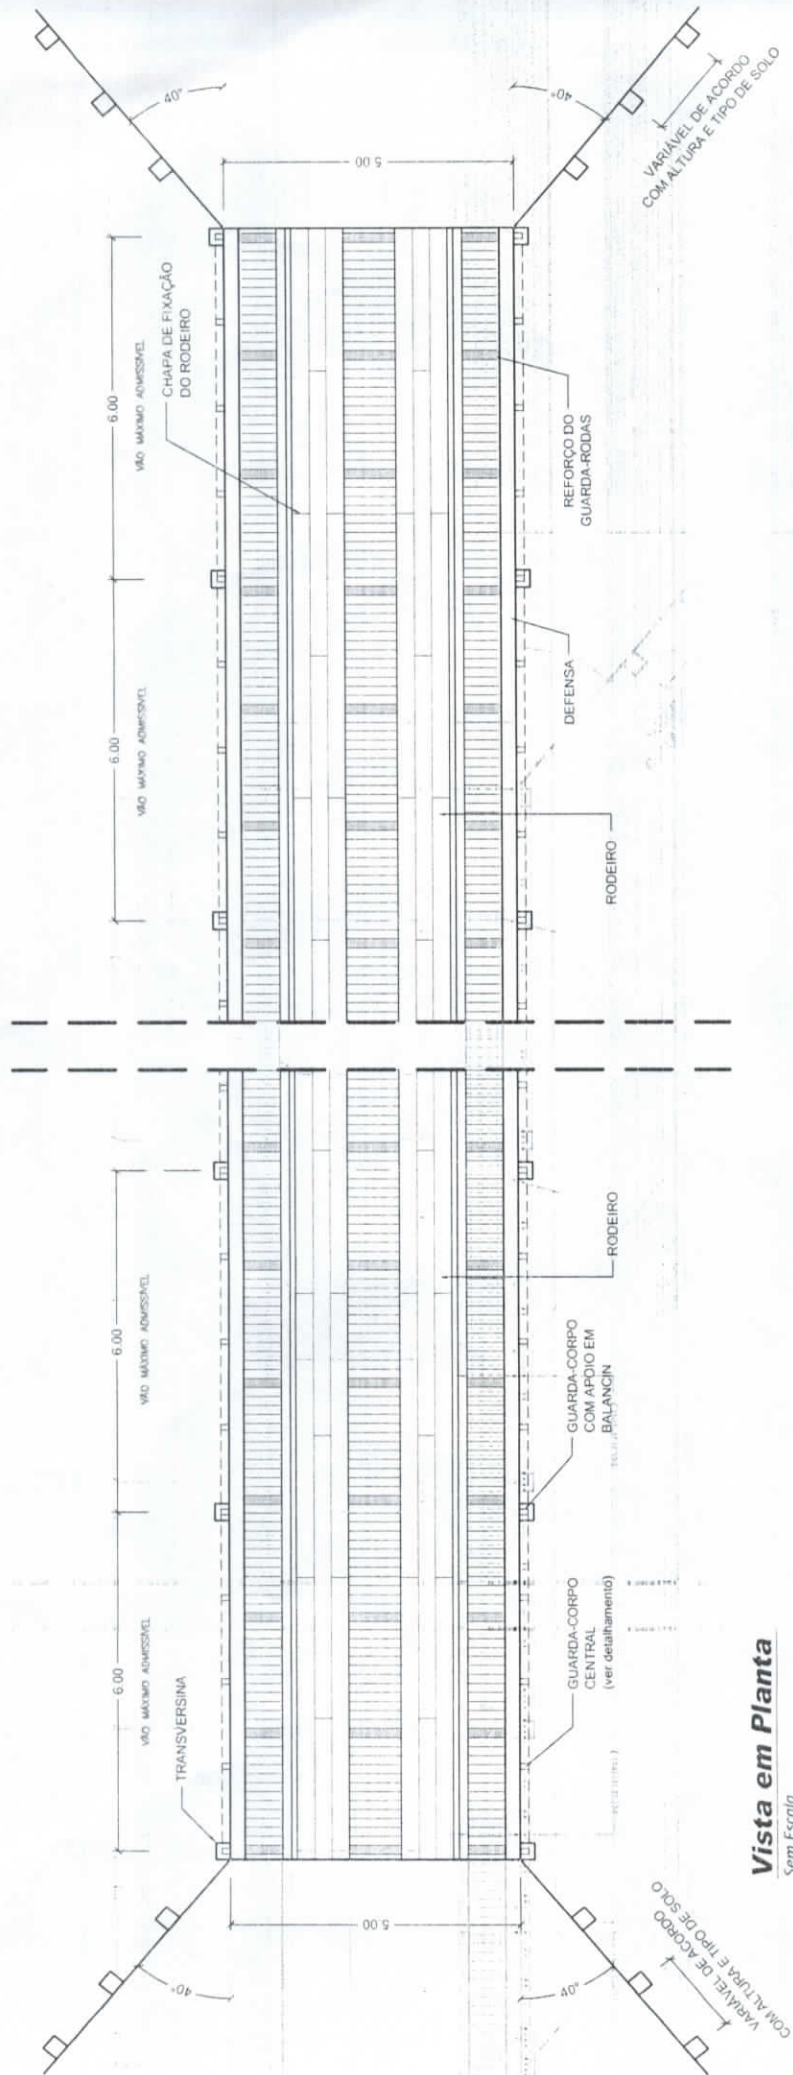 40°
40°
VARIÁVEL DE ACORDO
COM ALTURA E TIPO DE SOLO
5.00
6.00
VÃO MÁXIMO ADMISSÍVEL
CHAPA DE FIXAÇÃO
DO RODEIRO
REFORÇO DO
GUARDA-RODAS
6.00
VÃO MÁXIMO ADMISSÍVEL
DEFENSA
RODEIRO
6.00
VÃO MÁXIMO ADMISSÍVEL
RODEIRO
GUARDA-CORPO
COM APOIO EM
BALANCIN
6.00
VÃO MÁXIMO ADMISSÍVEL
TRANSVERSINA
GUARDA-CORPO
CENTRAL
(ver detalhamento)
5.00
40°
40°
VARIÁVEL DE ACORDO
COM ALTURA E TIPO DE SOLO
Vista em Planta
Sem Escala